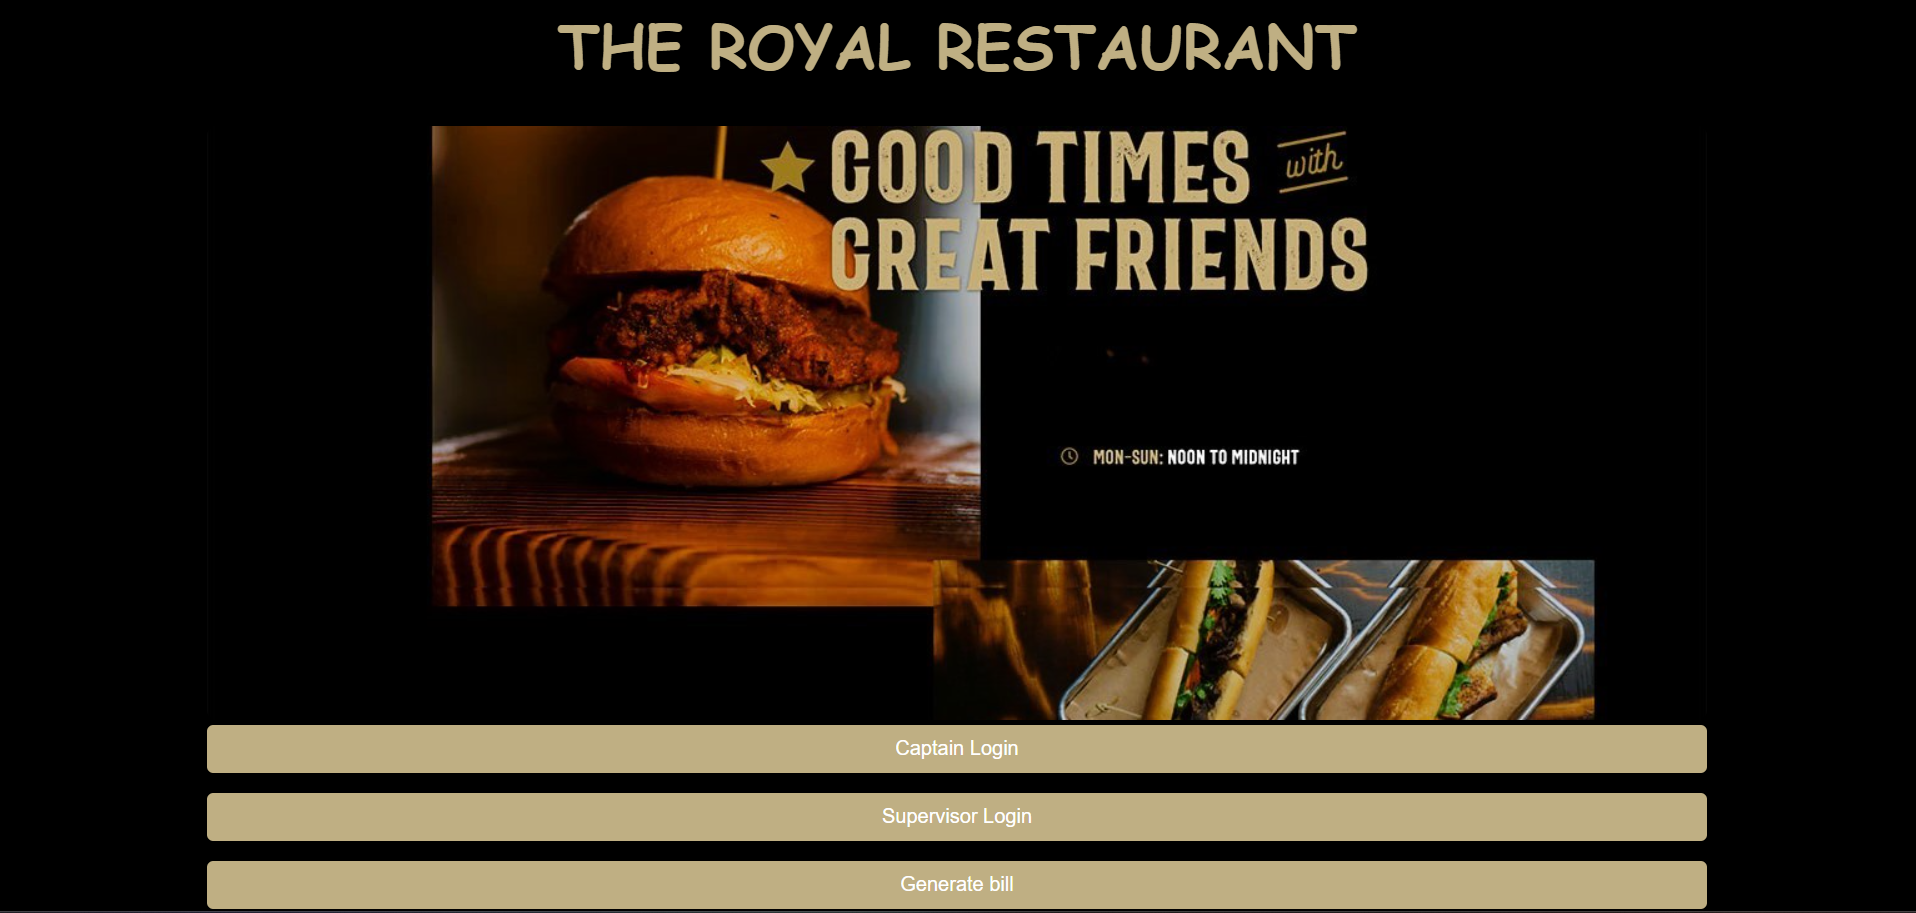 THE ROYAL RESTAURANT
GOOD TIMES with
GREAT FRIENDS
MON-SUN: NOON TO MIDNIGHT
Captain Login
Supervisor Login
Generate bill